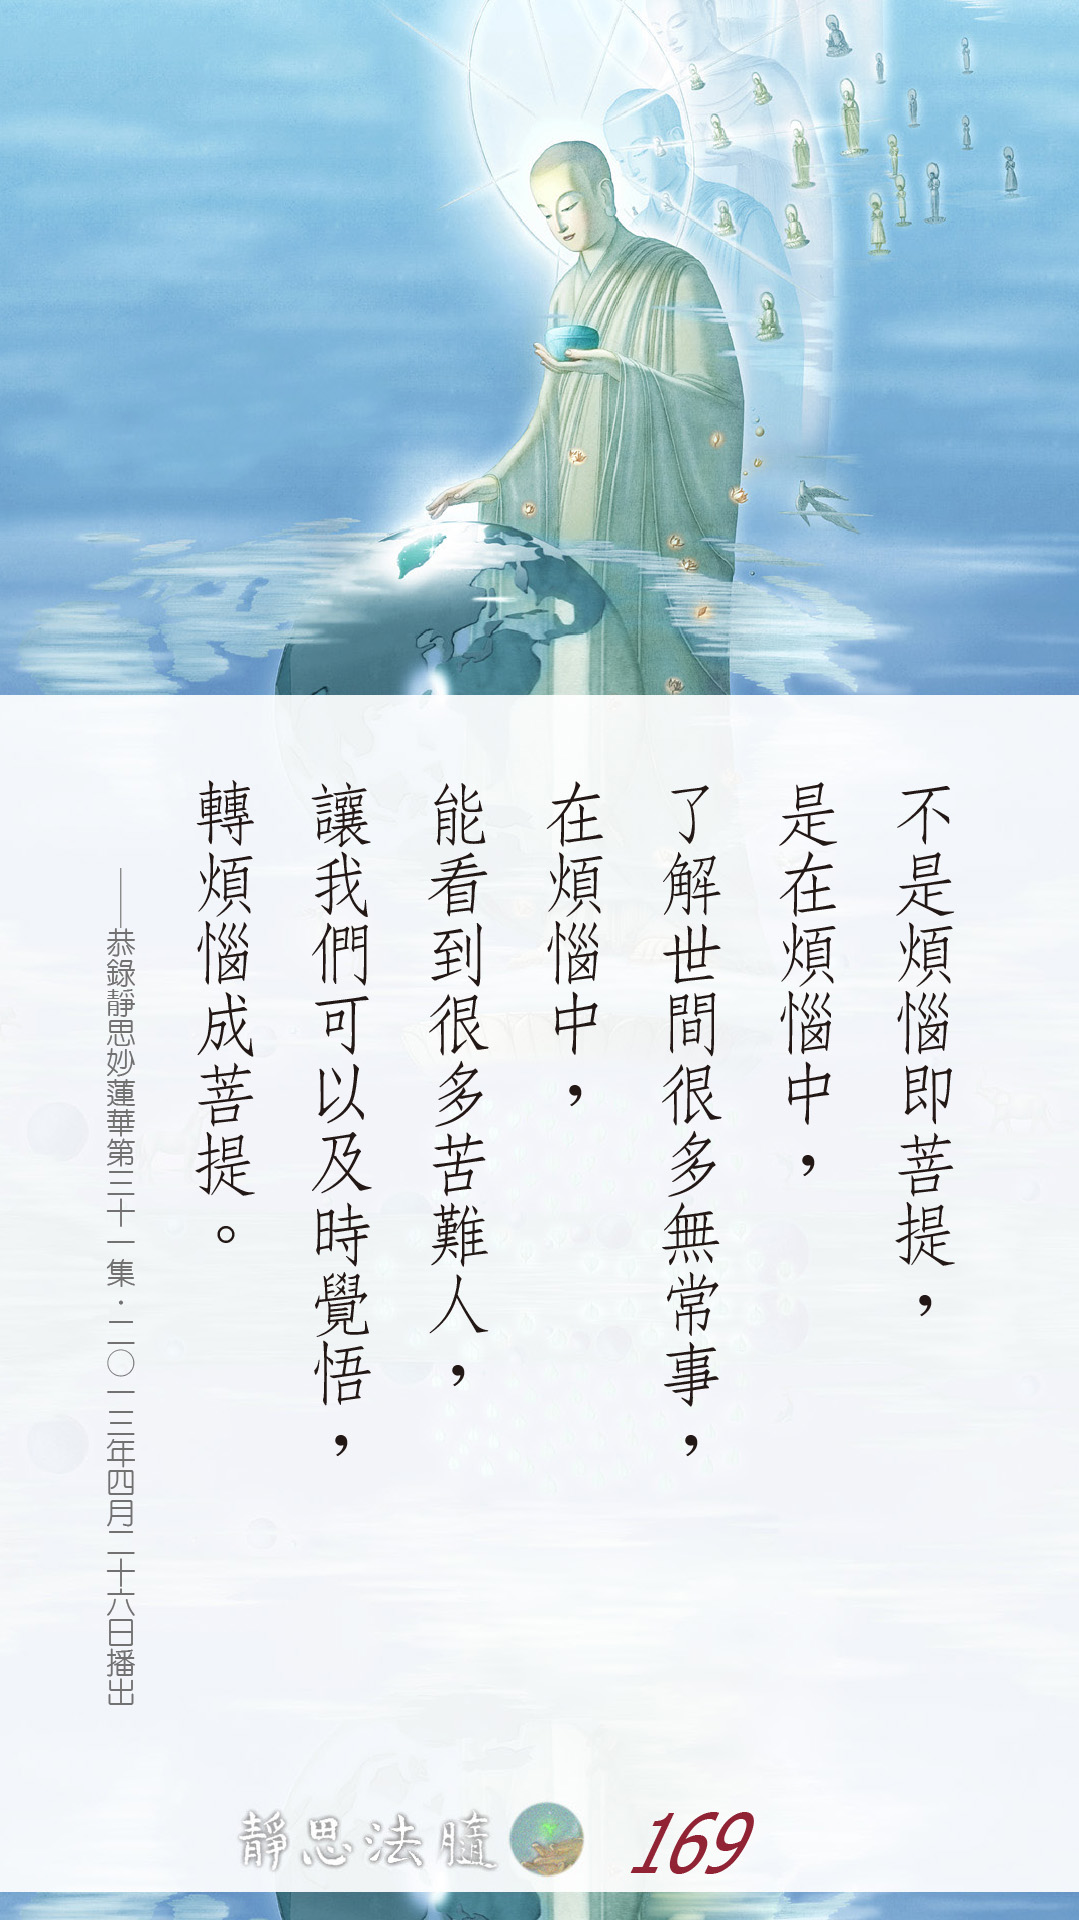 不是煩惱即菩提，
是在煩惱中，
了解世間很多無常事，
在煩惱中，
能看到很多苦難人，
讓我們可以及時覺悟，
轉煩惱成菩提。
——恭錄靜思妙蓮華第三十一集．二〇一三年四月二十六日播出
靜思法髓
169